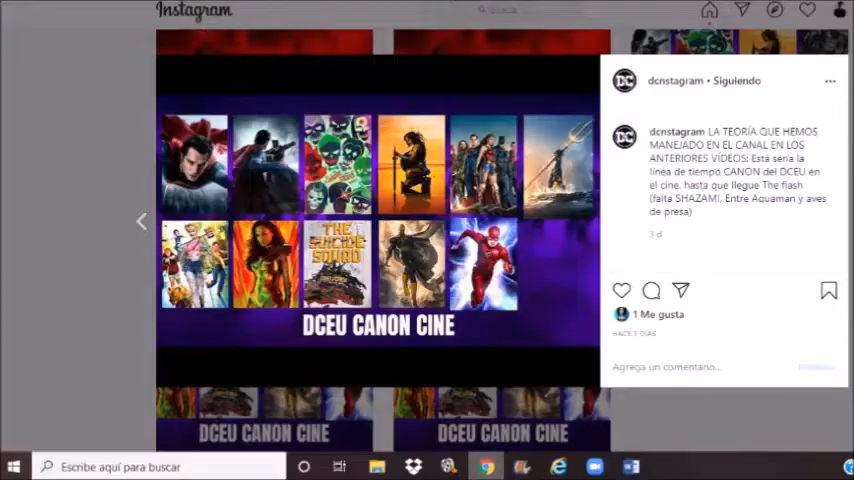 Instagram
dcnstagram • Siguiendo
dcnstagram LA TEORÍA QUE HEMOS
MANEJADO EN EL CANAL EN LOS
ANTERIORES VÍDEOS: Está sería la
línea de tiempo CANON del DCEU en
el cine. hasta que llegue The flash
(falta SHAZAM!. Entre Aquaman y aves
de presa)
3 d
THE
SUICIDE
SQUAD
DCEU CANON CINE
1 Me gusta
Agrega un comentario...
DCEU CANON CINE
DCEU CANON CINE
Escribe aquí para buscar